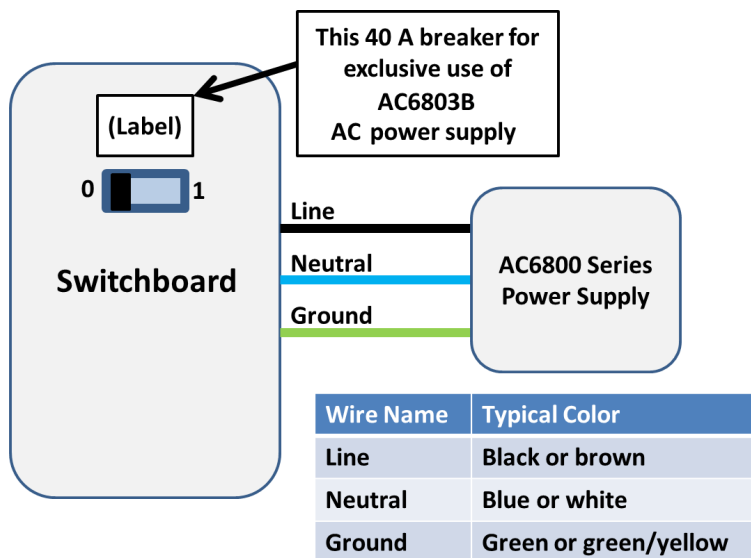 This 40 A breaker for
exclusive use of
AC6803B
AC power supply
(Label)
0 1
Switchboard
Line
Neutral
Ground
AC6800 Series
Power Supply
Wire Name Typical Color
Line Black or brown
Neutral Blue or white
Ground Green or green/yellow